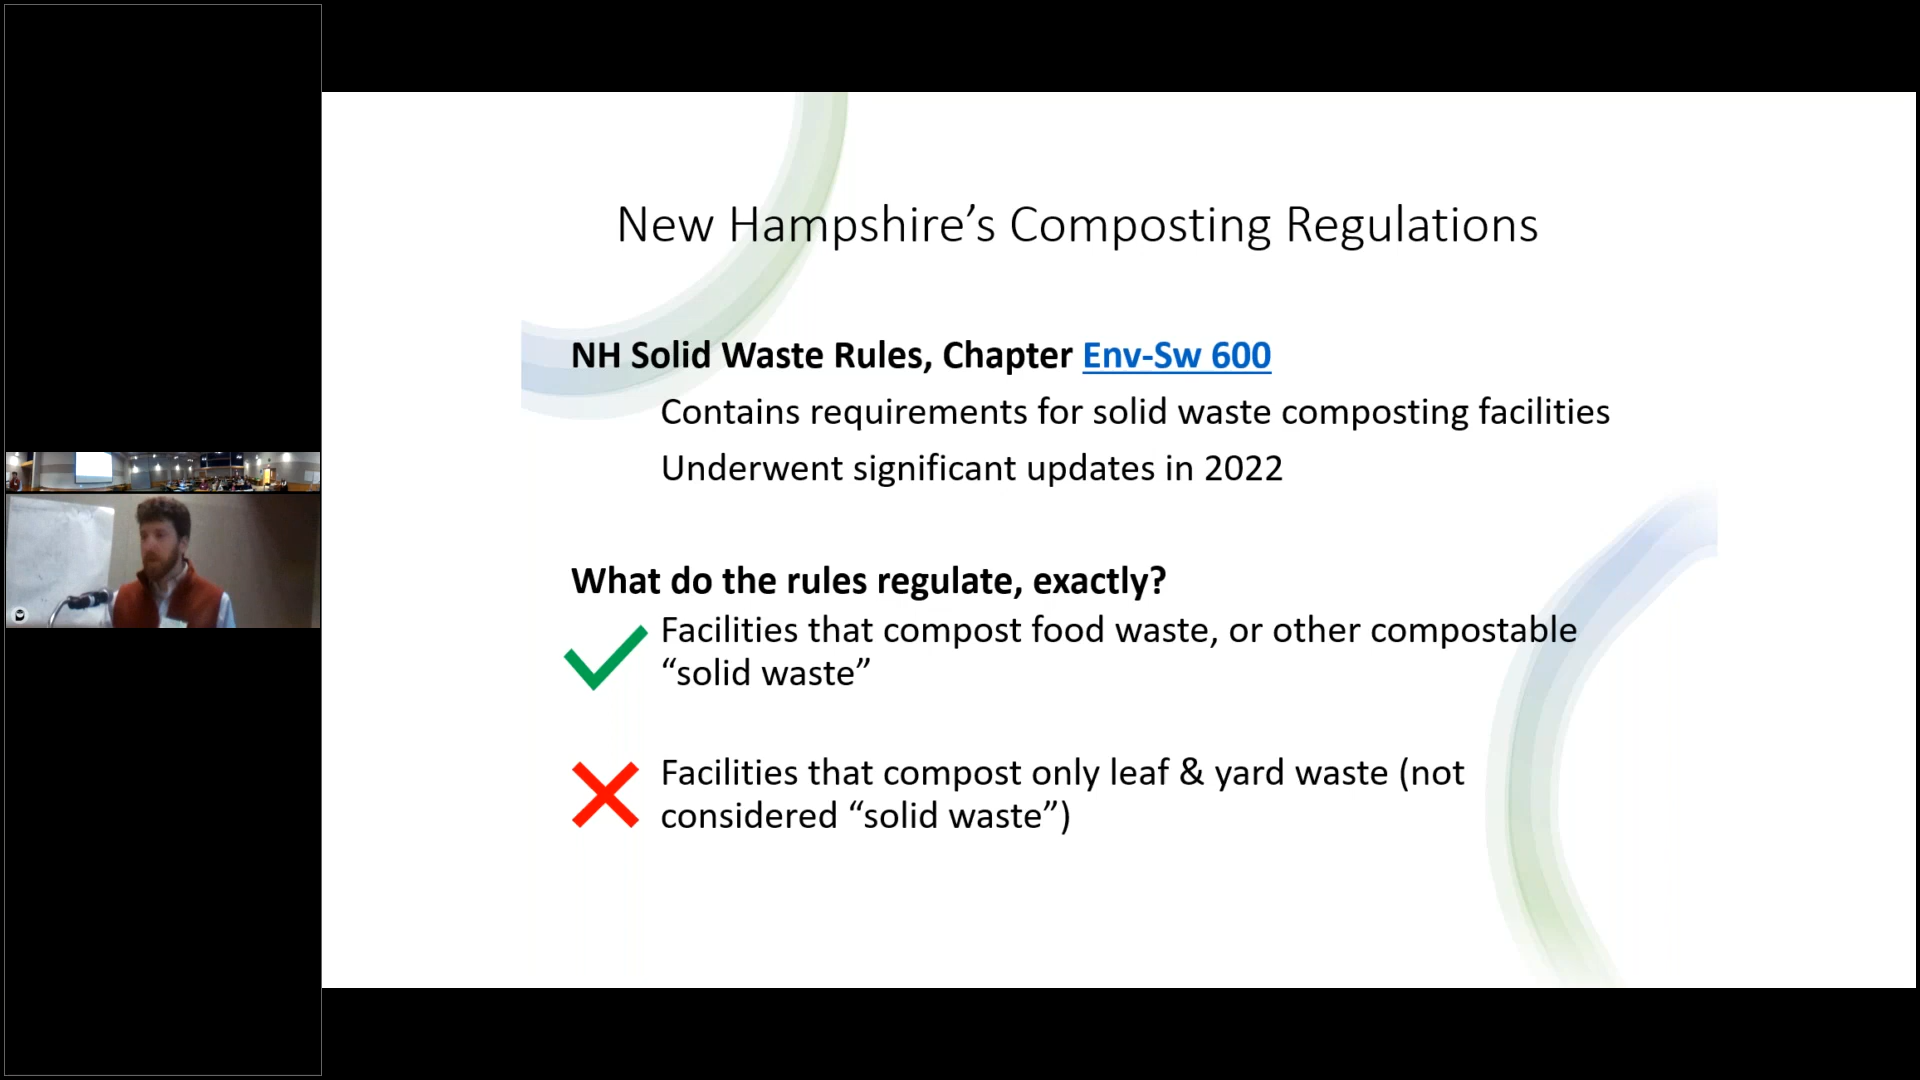 New Hampshire’s Composting Regulations
NH Solid Waste Rules, Chapter Env-Sw 600
Contains requirements for solid waste composting facilities
Underwent significant updates in 2022
What do the rules regulate, exactly?
Facilities that compost food waste, or other compostable
“solid waste”
Facilities that compost only leaf & yard waste (not
considered “solid waste”)